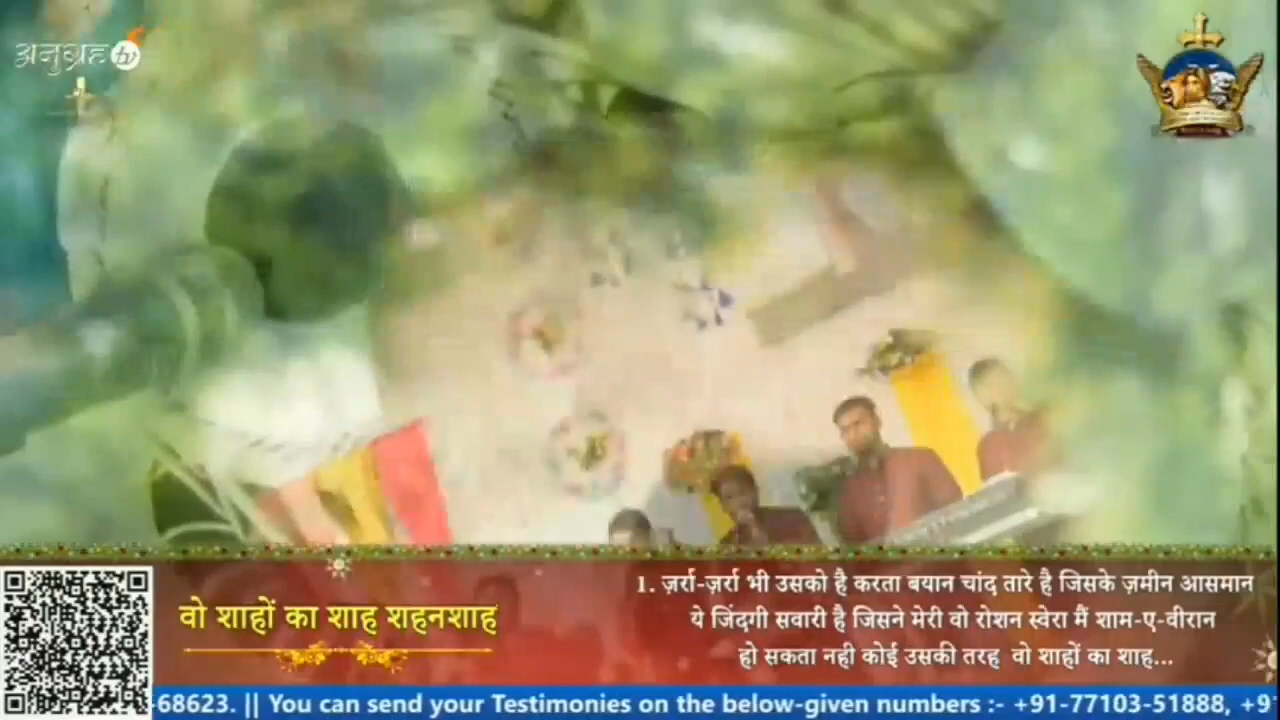 अनुग्रह tv
वो शाहों का शाह शहनशाह
1. ज़र्रा-ज़र्रा भी उसको है करता बयान चांद तारे है जिसके ज़मीन आसमान
ये जिंदगी सवारी है जिसने मेरी वो रोशन स्वेरा मैं शाम-ए-वीरान
हो सकता नही कोई उसकी तरह वो शाहों का शाह...
-68623. || You can send your Testimonies on the below-given numbers :- +91-77103-51888, +9